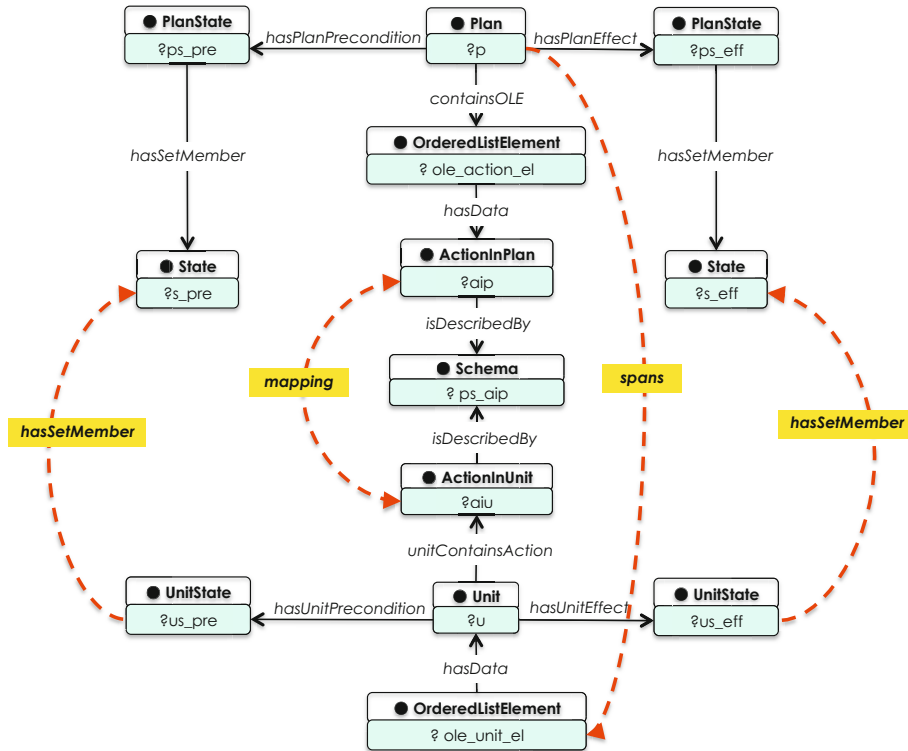 PlanState
?ps_pre
hasPlanPrecondition
Plan
?p
hasPlanEffect
PlanState
?ps_eff
containsOLE
OrderedListElement
? ole_action_el
hasSetMember
hasSetMember
hasData
State
?s_pre
ActionInPlan
?aip
State
?s_eff
isDescribedBy
Schema
? ps_aip
mapping
spans
hasSetMember
hasSetMember
isDescribedBy
ActionInUnit
?aiu
unitContainsAction
UnitState
?us_pre
hasUnitPrecondition
Unit
?u
hasUnitEffect
UnitState
?us_eff
hasData
OrderedListElement
? ole_unit_el